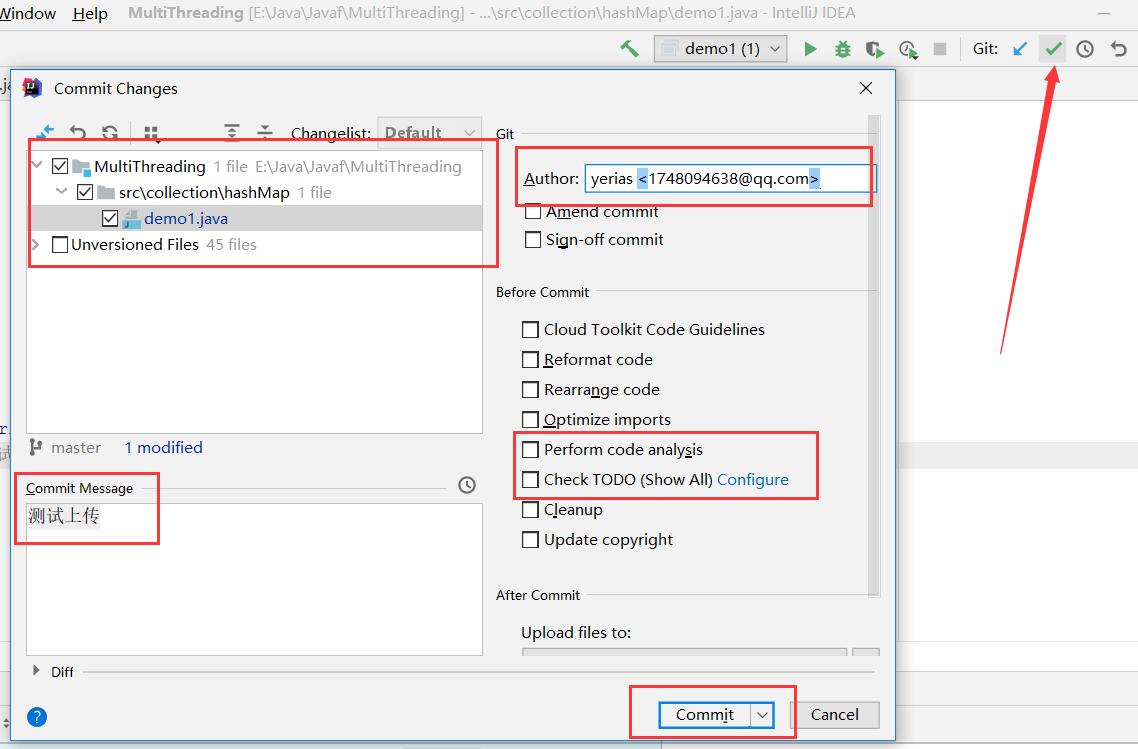 Window Help MultiThreading [E:\Java\Javaf\MultiThreading] - ...\src\collection\hashMap\demo1.java - IntelliJ IDEA
demo1 (1) Git:
Commit Changes
Changelist: Default
MultiThreading 1 file E:\Java\Javaf\MultiThreading
src\collection\hashMap 1 file
demo1.java
Unversioned Files 45 files
master 1 modified
Commit Message
测试上传
Diff
Git
Author: yerias <1748094638@qq.com>
Amend commit
Sign-off commit
Before Commit
Cloud Toolkit Code Guidelines
Reformat code
Rearrange code
Optimize imports
Perform code analysis
Check TODO (Show All) Configure
Cleanup
Update copyright
After Commit
Upload files to:
?
Commit
Cancel